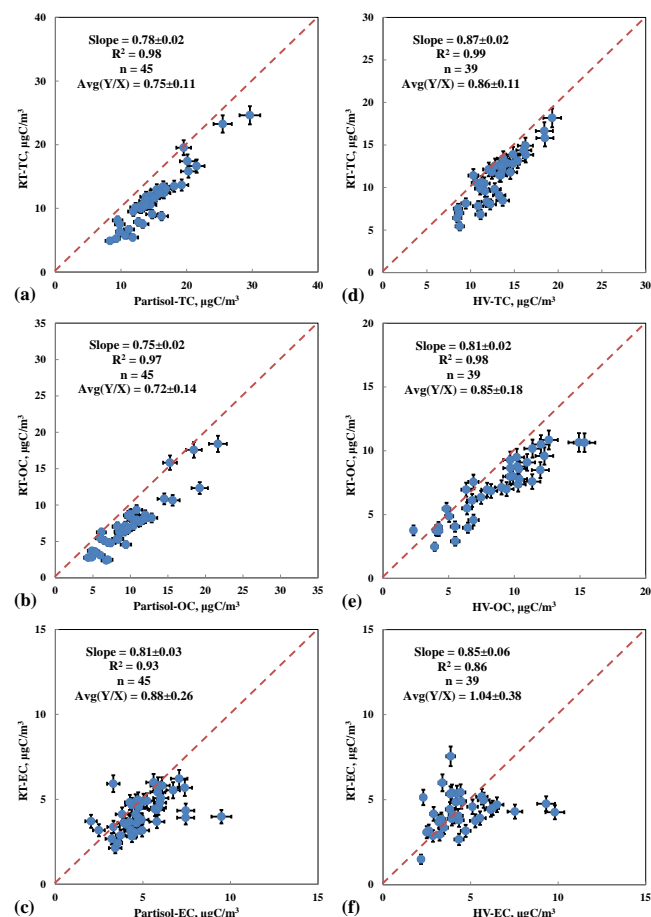 40
30
20
10
0
RT-TC, µgC/m³
Slope = 0.78±0.02
R² = 0.98
n = 45
Avg(Y/X) = 0.75±0.11
0 10 20 30 40
Partisol-TC, µgC/m³
(a)
30
25
20
15
10
5
0
RT-TC, µgC/m³
Slope = 0.87±0.02
R² = 0.99
n = 39
Avg(Y/X) = 0.86±0.11
0 5 10 15 20 25 30
HV-TC, µgC/m³
(d)
35
30
25
20
15
10
5
0
RT-OC, µgC/m³
Slope = 0.75±0.02
R² = 0.97
n = 45
Avg(Y/X) = 0.72±0.14
0 5 10 15 20 25 30 35
Partisol-OC, µgC/m³
(b)
20
15
10
5
0
RT-OC, µgC/m³
Slope = 0.81±0.02
R² = 0.98
n = 39
Avg(Y/X) = 0.85±0.18
0 5 10 15 20
HV-OC, µgC/m³
(e)
15
10
5
0
RT-EC, µgC/m³
Slope = 0.81±0.03
R² = 0.93
n = 45
Avg(Y/X) = 0.88±0.26
0 5 10 15
Partisol-EC, µgC/m³
(c)
15
10
5
0
RT-EC, µgC/m³
Slope = 0.85±0.06
R² = 0.86
n = 39
Avg(Y/X) = 1.04±0.38
0 5 10 15
HV-EC, µgC/m³
(f)